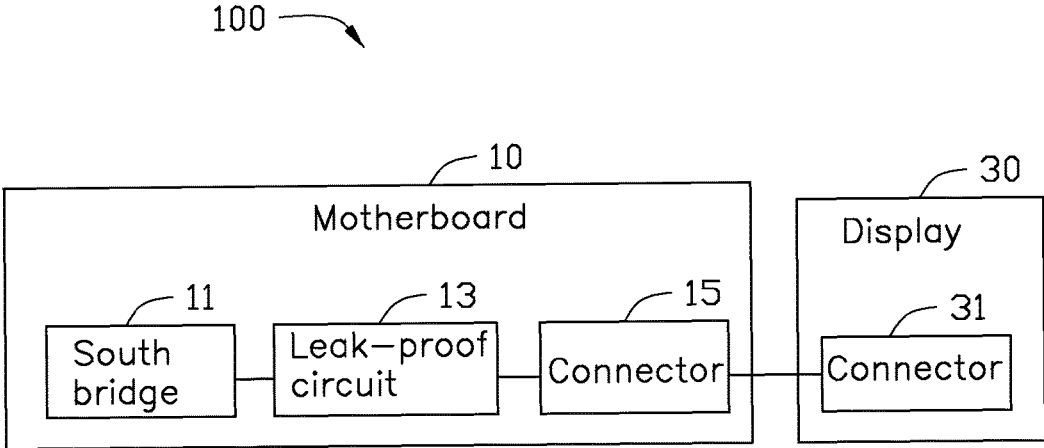 100
10
30
Motherboard
Display
11
13
15
31
South
bridge
Leak-proof
circuit
Connector
Connector